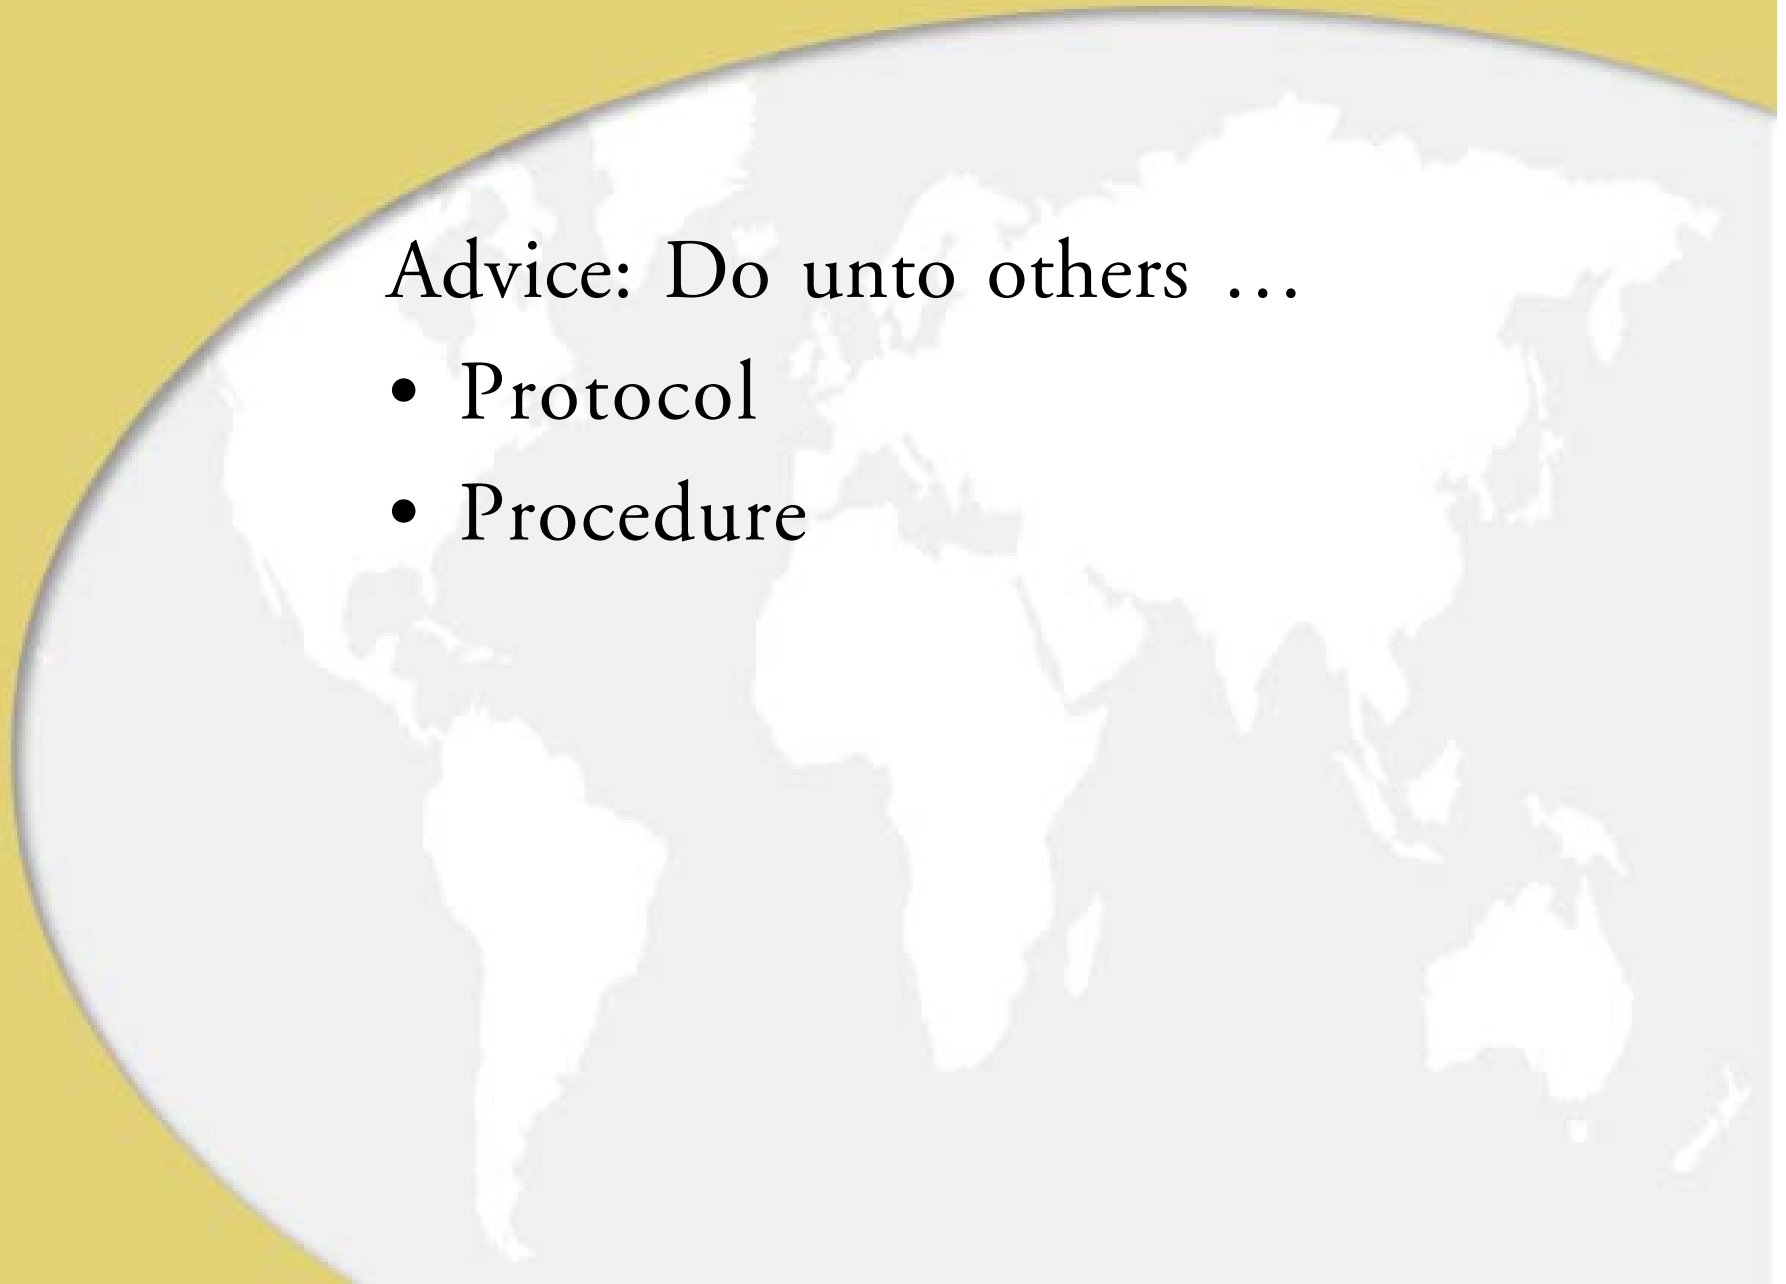 Advice: Do unto others …
• Protocol
• Procedure